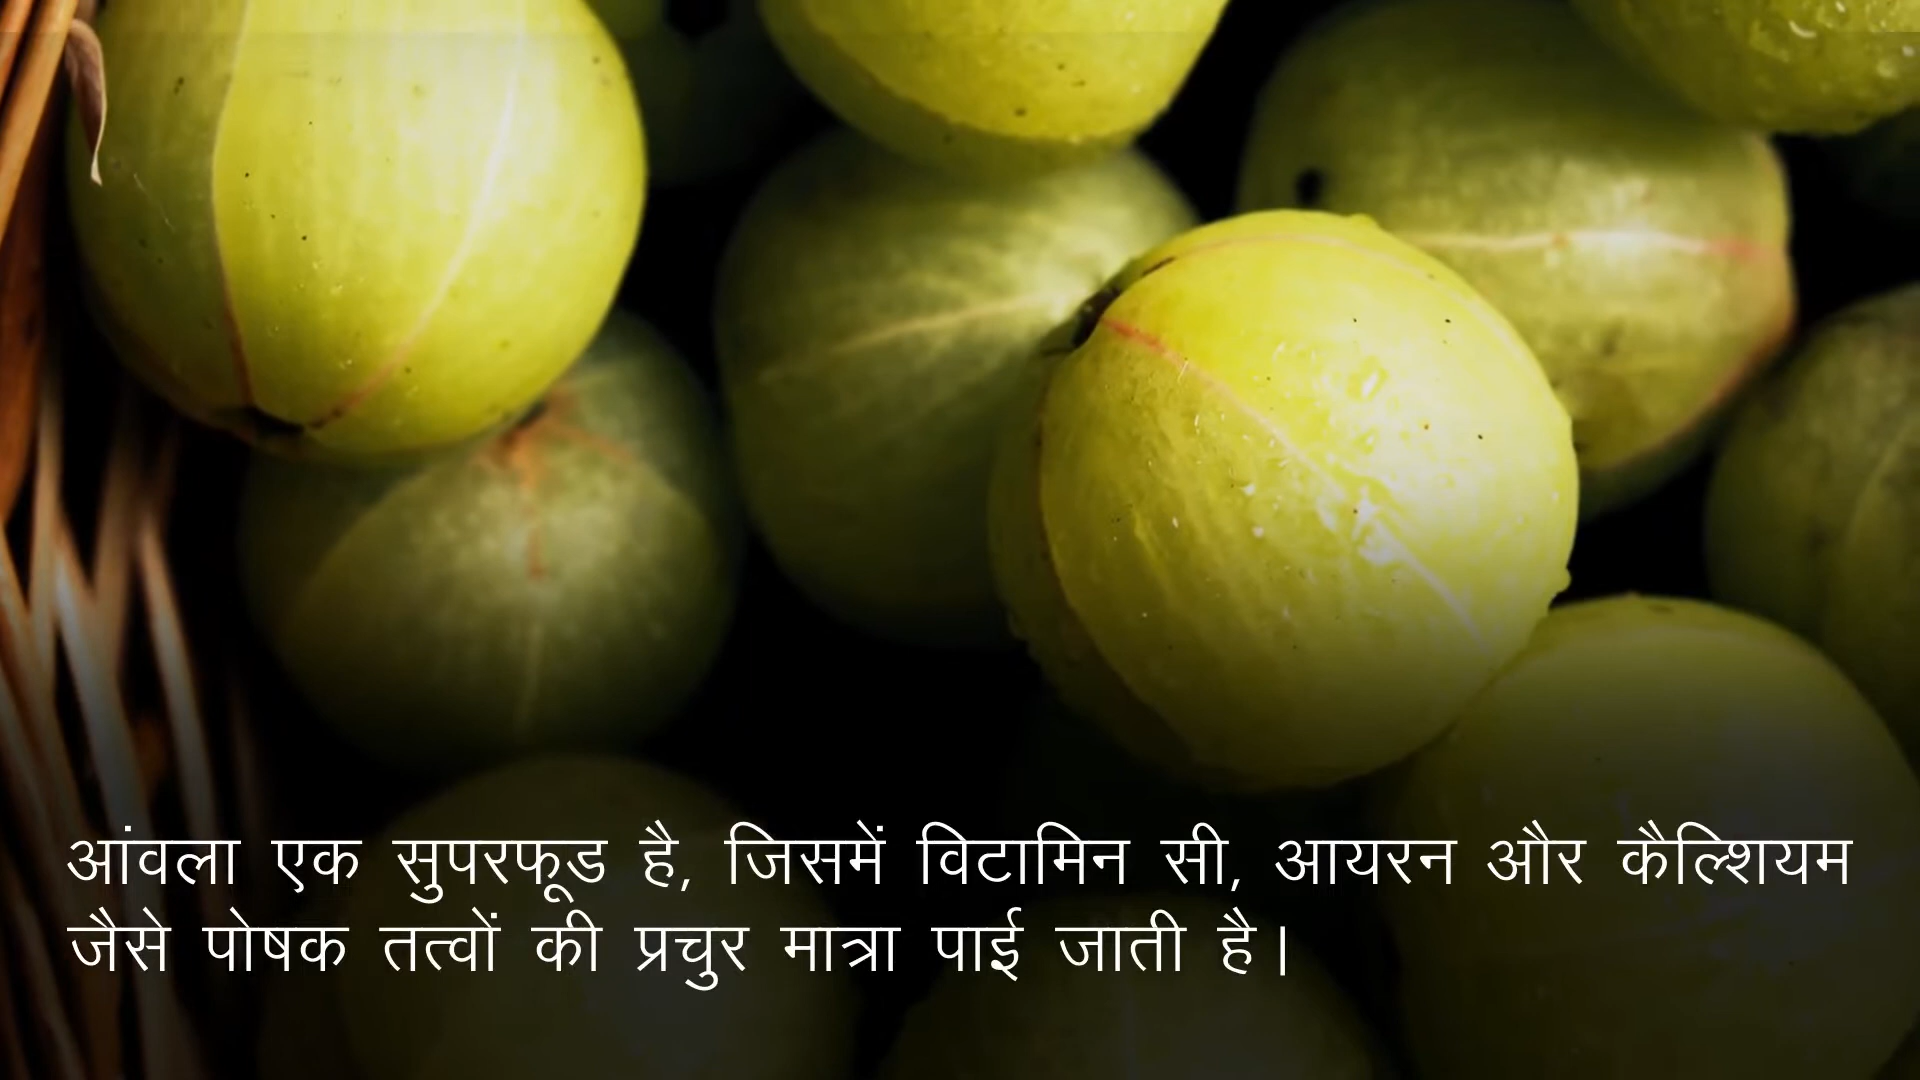 आंवला एक सुपरफूड है, जिसमें विटामिन सी, आयरन और कैल्शियम
जैसे पोषक तत्वों की प्रचुर मात्रा पाई जाती है।